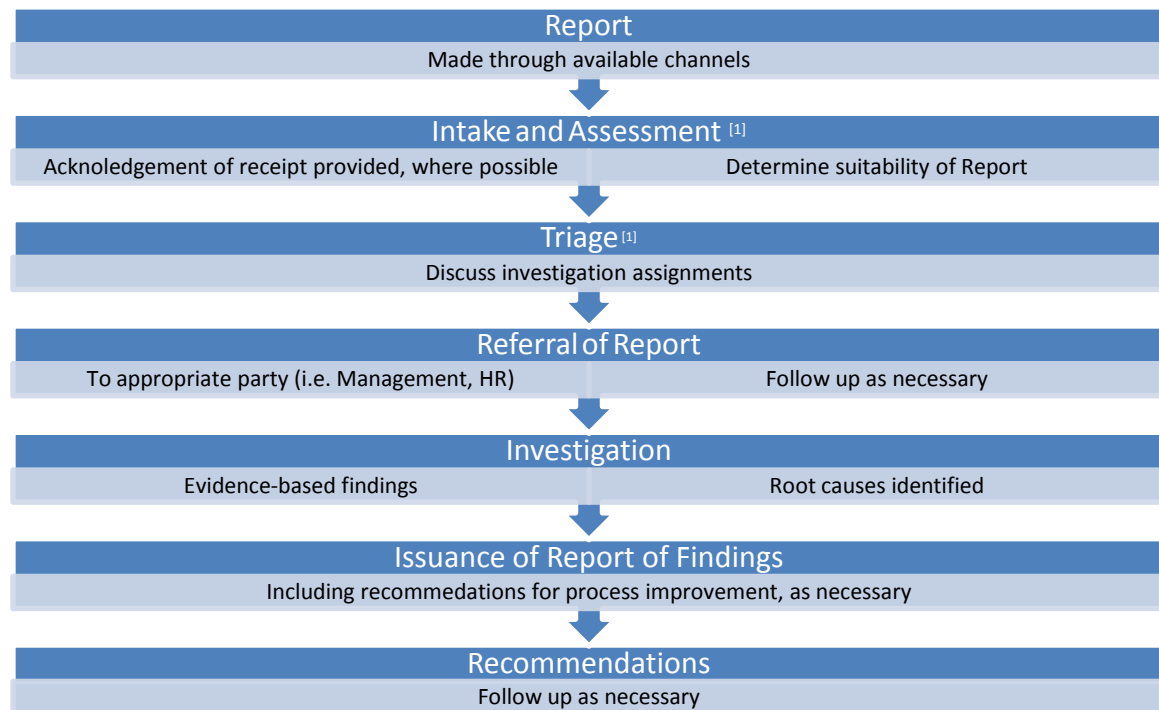 Report
Made through available channels
Intake and Assessment [1]
Acknoledgement of receipt provided, where possible
Determine suitability of Report
Triage [1]
Discuss investigation assignments
Referral of Report
To appropriate party (i.e. Management, HR)
Follow up as necessary
Investigation
Evidence-based findings
Root causes identified
Issuance of Report of Findings
Including recommedations for process improvement, as necessary
Recommendations
Follow up as necessary